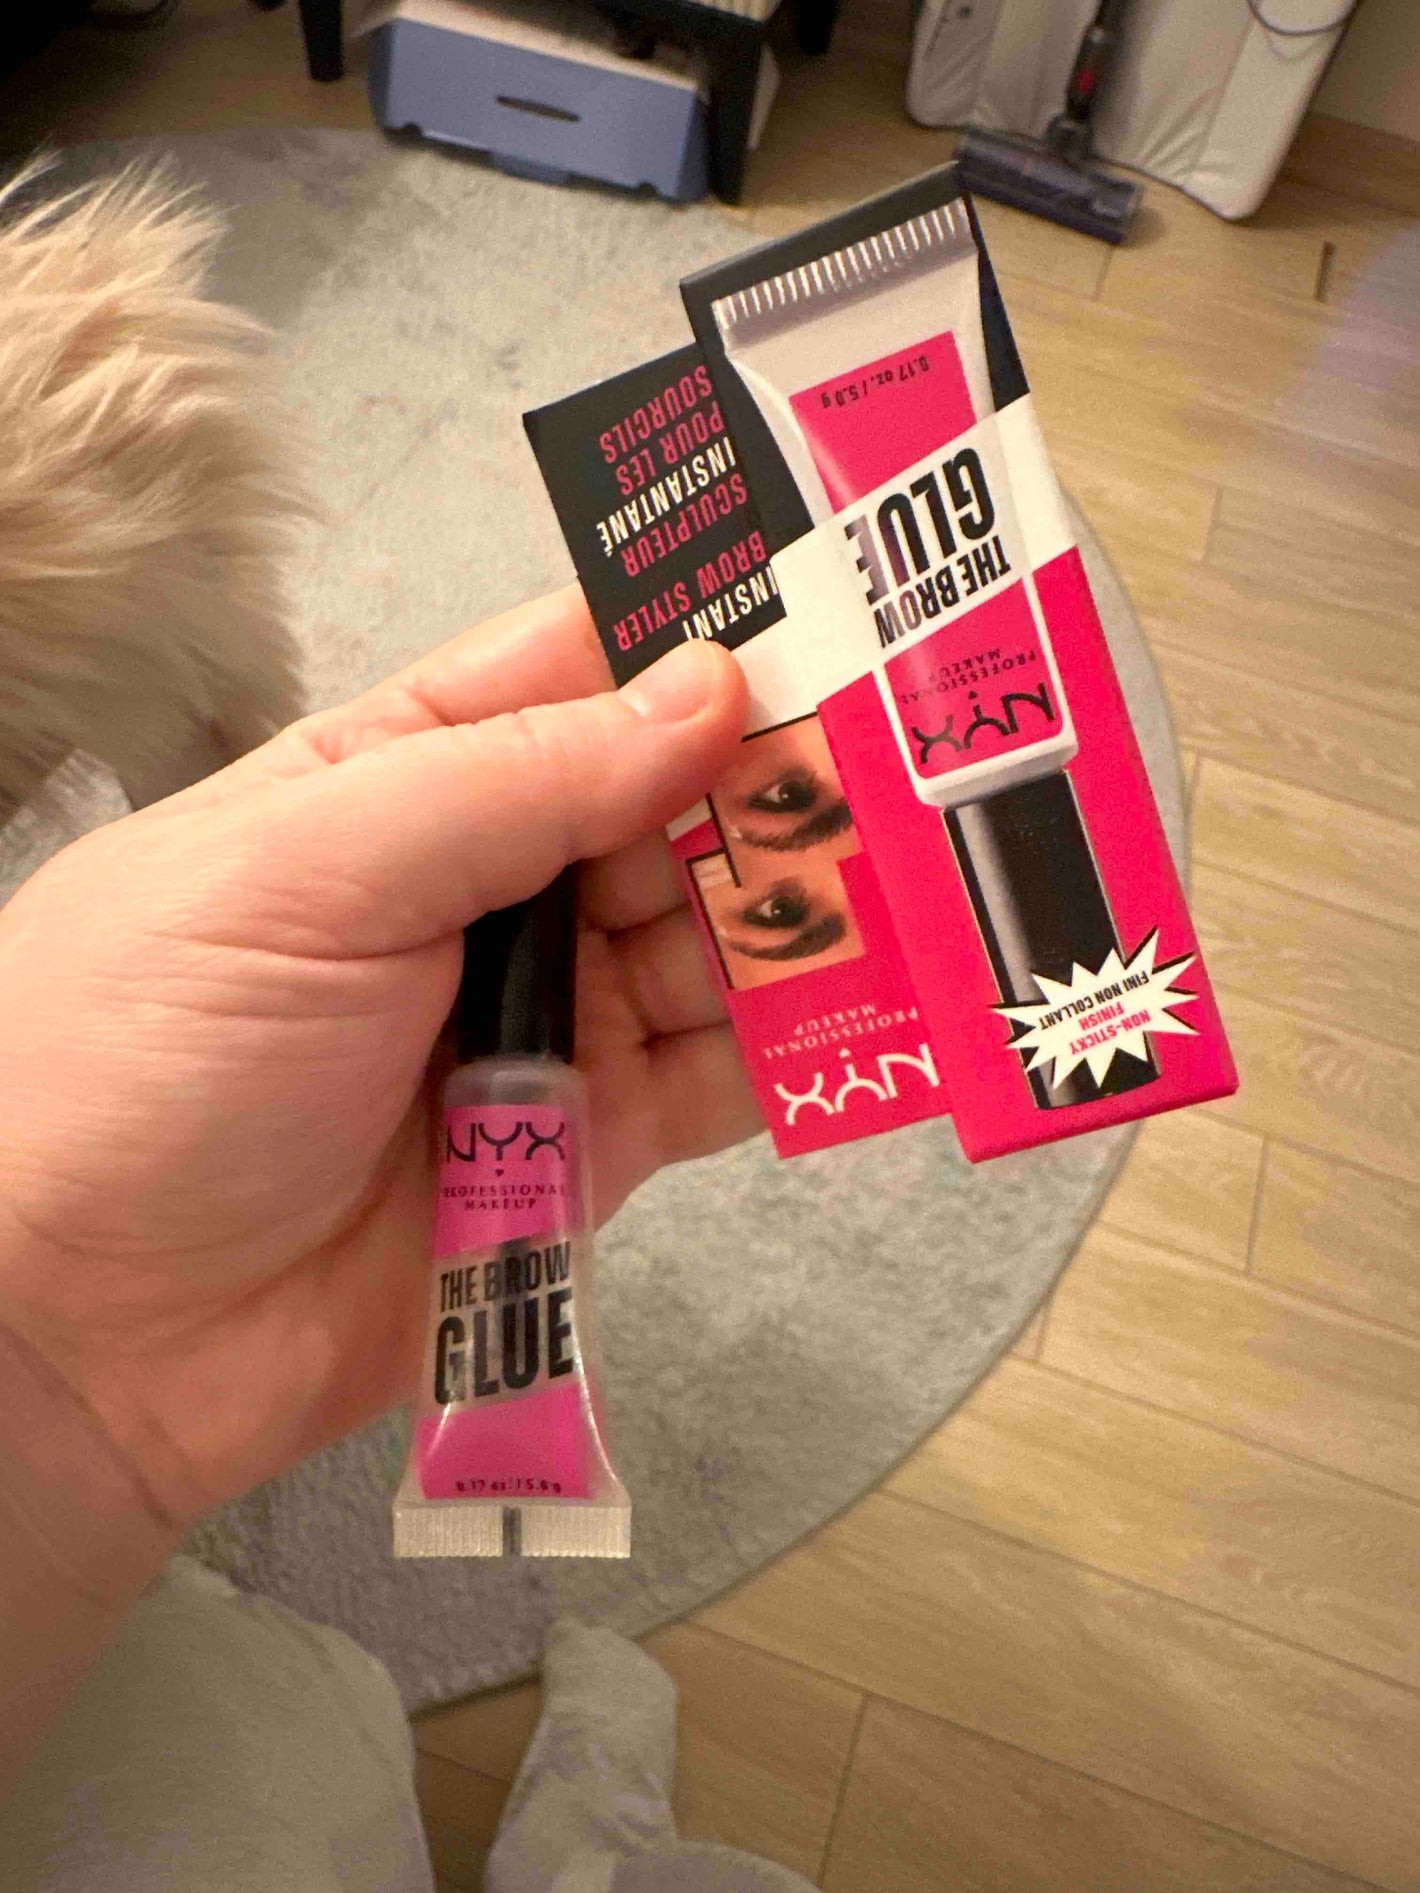 NYX
PROFESSIONAL
MAKEUP
THE BROW
GLUE
0.17 oz. / 5.0 g
NYX
PROFESSIONAL
MAKEUP
THE BROW
GLUE
0.17 oz. / 5.0 g
NON-STICKY
FINISH
FINI NON COLLANT
NYX
PROFESSIONAL
MAKEUP
INSTANT
BROW STYLER
SCULPTEUR
INSTANTANÉ
POUR LES
SOURCILS